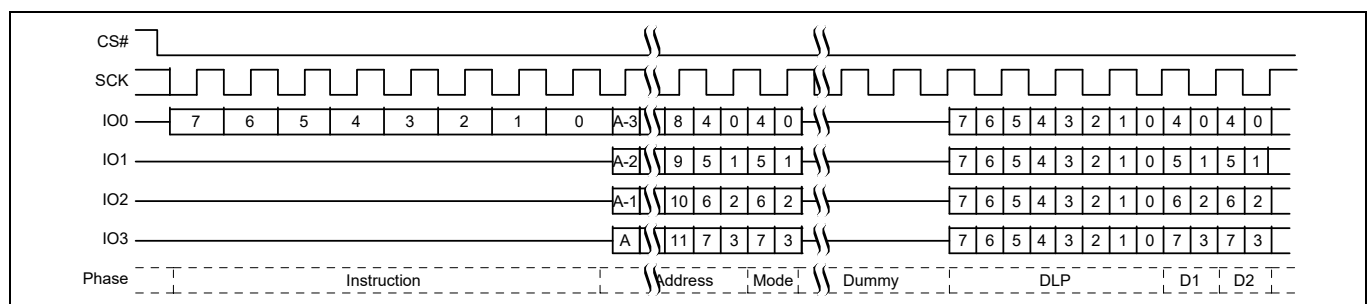 CS#
SCK
IO0 7 6 5 4 3 2 1 0 A-3 8 4 0 4 0 7 6 5 4 3 2 1 0 4 0 4 0
IO1 A-2 9 5 1 5 1 7 6 5 4 3 2 1 0 5 1 5 1
IO2 A-1 10 6 2 6 2 7 6 5 4 3 2 1 0 6 2 6 2
IO3 A 11 7 3 7 3 7 6 5 4 3 2 1 0 7 3 7 3
Phase Instruction Address Mode Dummy DLP D1 D2